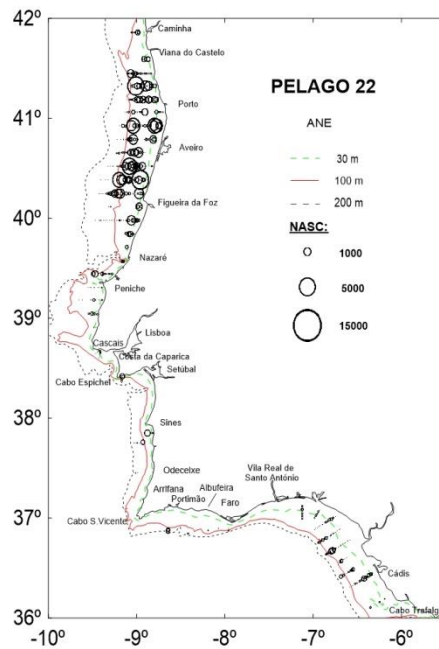 42º
Caminha
Viana do Castelo
PELAGO 22
ANE
41º
Porto
30 m
Aveiro
100 m
200 m
NASC:
40º
Figueira da Foz
1000
Nazaré
5000
Peniche
39º
15000
Lisboa
Cascais
Costa da Caparica
Cabo Espichel
Setúbal
38º
Sines
Odeceixe
Vila Real de
Santo António
Arrifana
Albufeira
Portimão
Faro
37º
Cabo S.Vicente
Cádis
Cabo Trafalg
36º
-10º -9º -8º -7º -6º